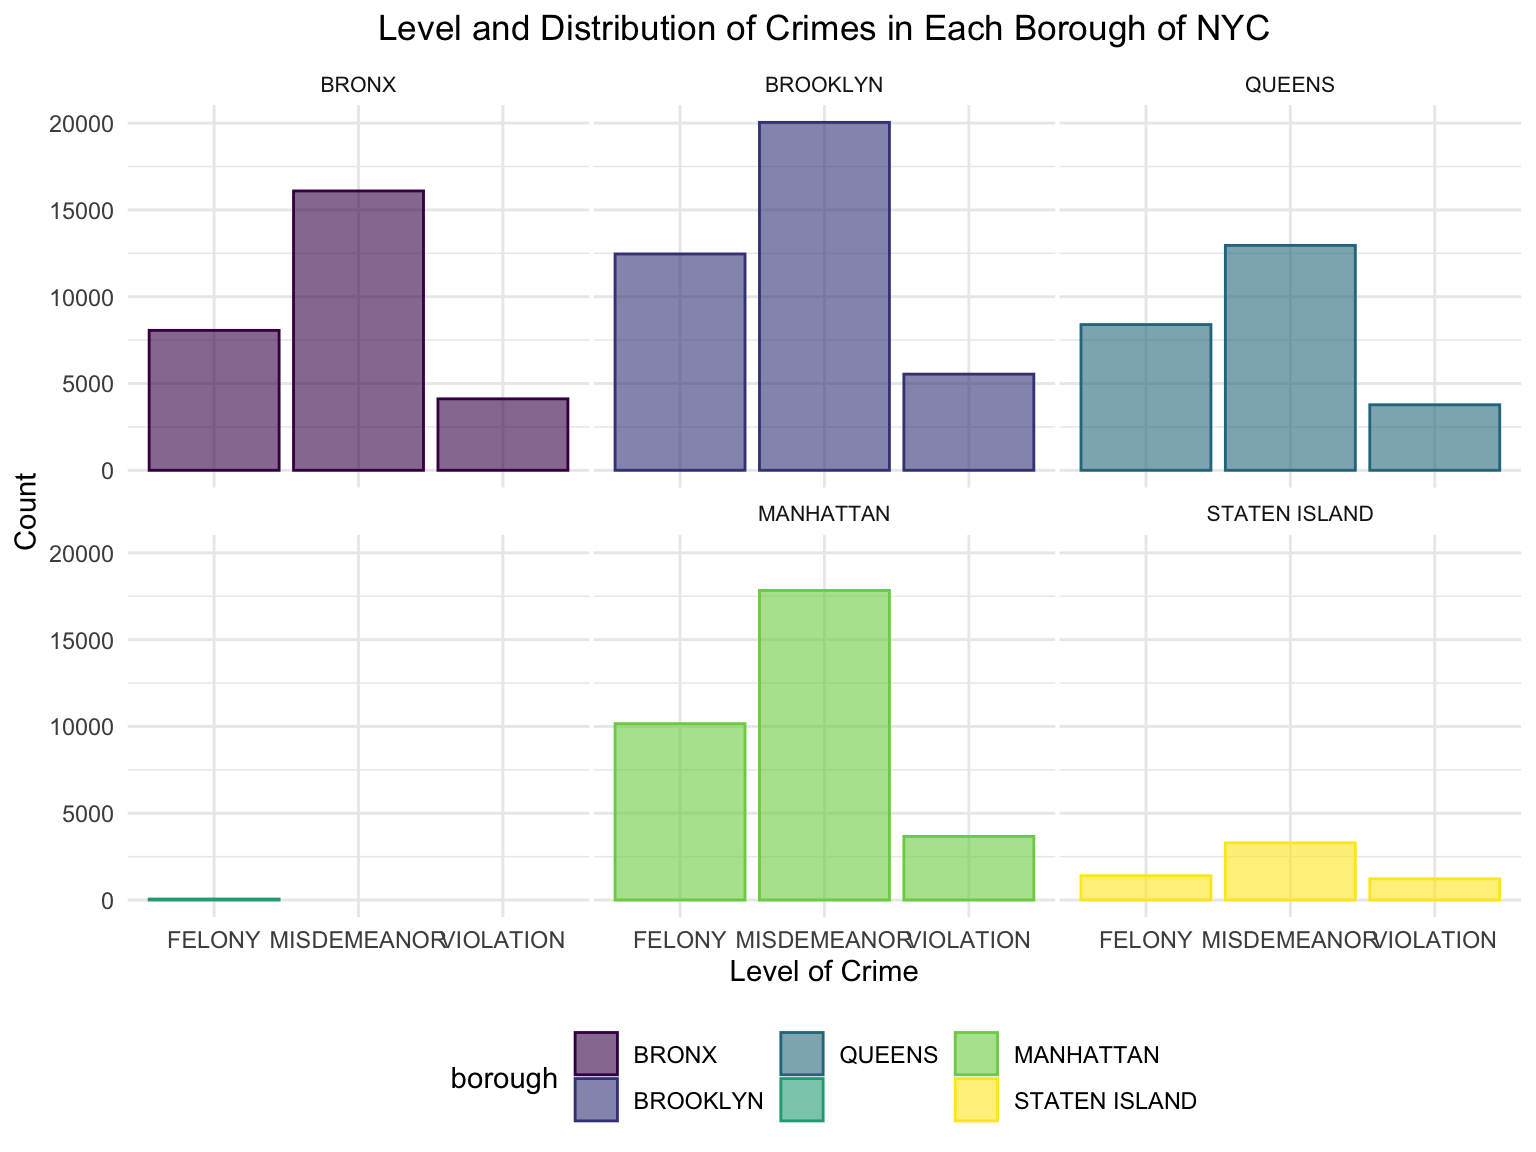 Level and Distribution of Crimes in Each Borough of NYC
BRONX BROOKLYN QUEENS
20000
15000
10000
5000
0
MANHATTAN STATEN ISLAND
20000
15000
10000
5000
0
Count
FELONY MISDEMEANOR VIOLATION FELONY MISDEMEANOR VIOLATION FELONY MISDEMEANOR VIOLATION
Level of Crime
borough
BRONX QUEENS MANHATTAN
BROOKLYN STATEN ISLAND